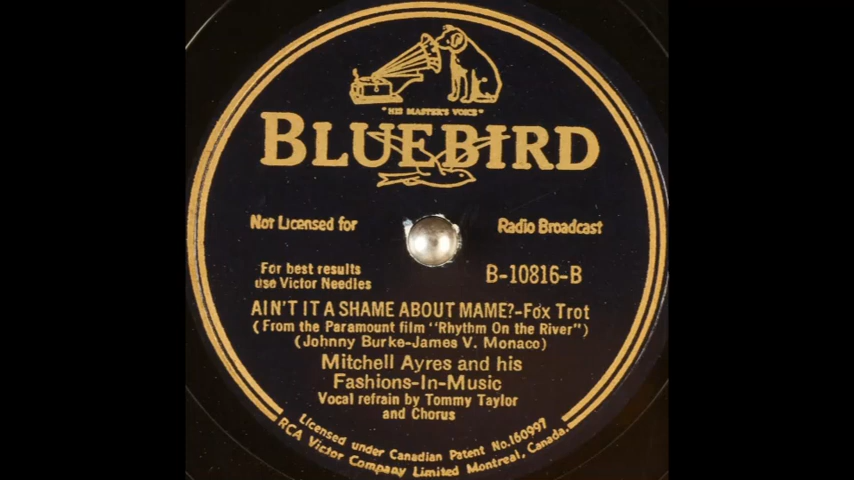 "HIS MASTER'S VOICE"
BLUEBIRD
Not Licensed for Radio Broadcast
For best results
use Victor Needles
B-10816-B
AIN'T IT A SHAME ABOUT MAME?-Fox Trot
(From the Paramount film "Rhythm On the River")
(Johnny Burke-James V. Monaco)
Mitchell Ayres and his
Fashions-In-Music
Vocal refrain by Tommy Taylor
and Chorus
Licensed under Canadian Patent No.160997
RCA Victor Company Limited Montreal, Canada.